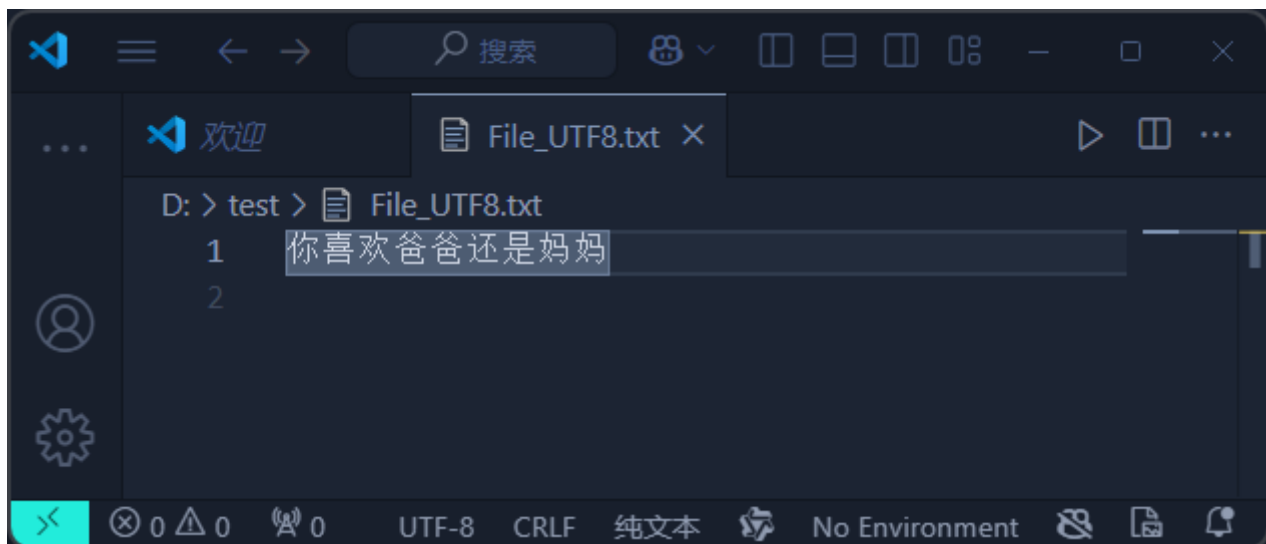 搜索
欢迎
File_UTF8.txt
D: > test > File_UTF8.txt
1 你喜欢爸爸还是妈妈
2
0 0 0 UTF-8 CRLF 纯文本 No Environment